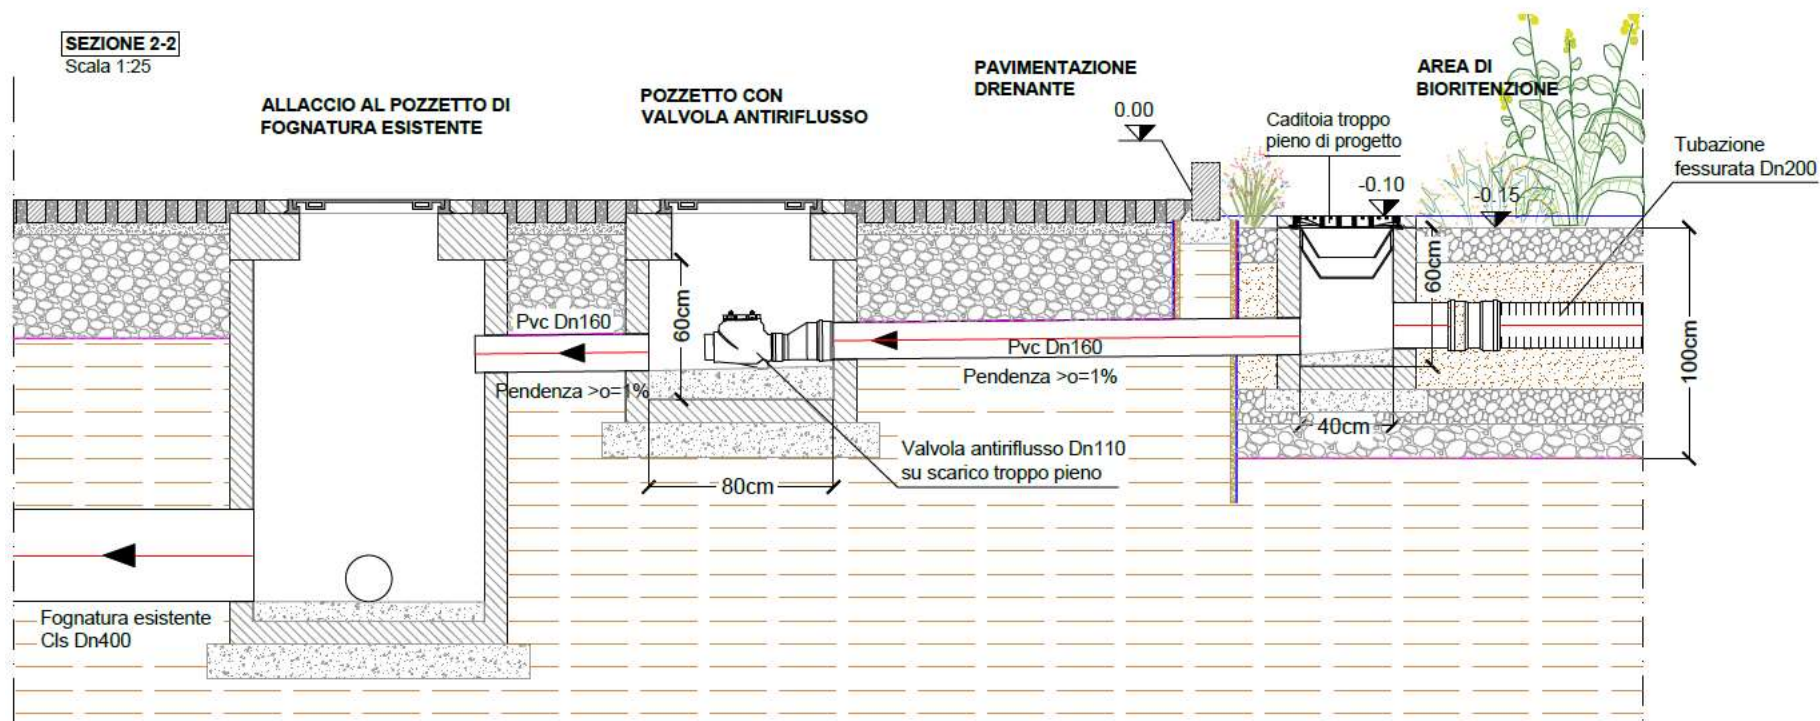 SEZIONE 2-2
Scala 1:25
ALLACCIO AL POZZETTO DI
FOGNATURA ESISTENTE
POZZETTO CON
VALVOLA ANTIRIFLUSSO
PAVIMENTAZIONE
DRENANTE
0.00
Caditoia troppo
pieno di progetto
-0.10
AREA DI
BIORITENZIONE
-0.15
Tubazione
fessurata Dn200
Pvc Dn160
Pendenza >o=1%
60cm
80cm
Pvc Dn160
Pendenza >o=1%
Valvola antiriflusso Dn110
su scarico troppo pieno
60cm
40cm
100cm
Fognatura esistente
Cls Dn400